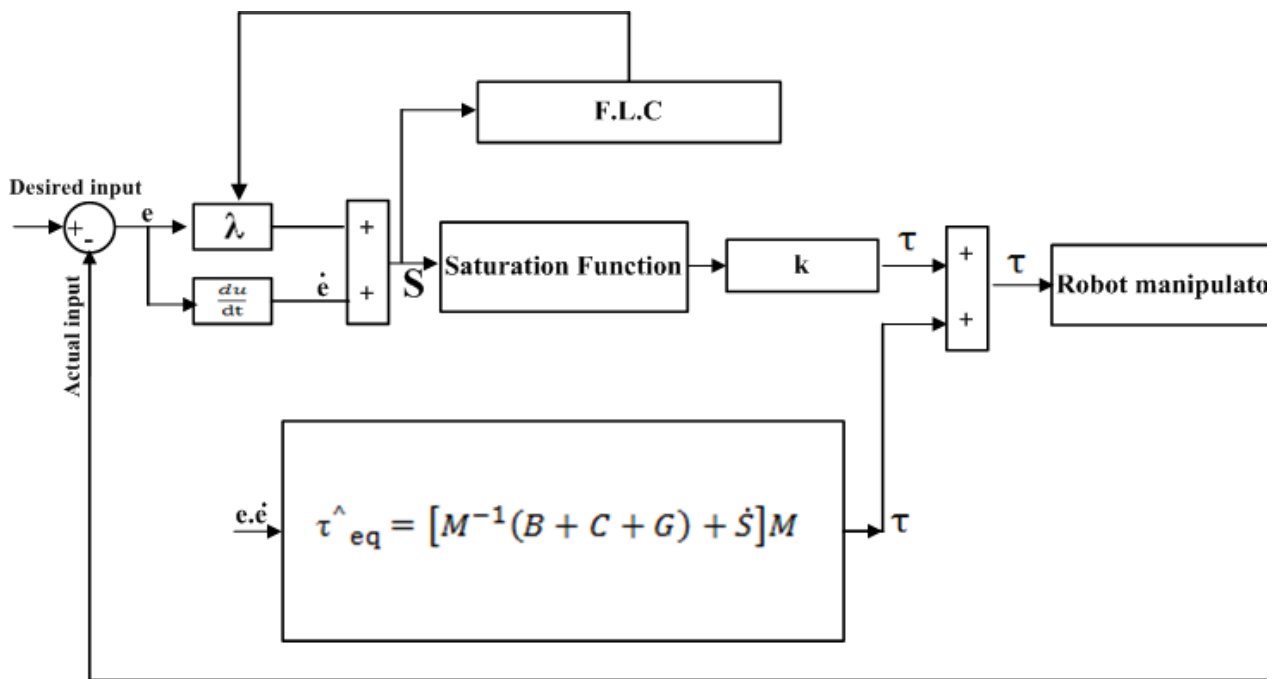 F.L.C
Desired input
+
-
e
λ
+
du
dt
ė
+
S
Saturation Function
k
τ
+
+
τ
Robot manipulato
Actual input
e.ė
τ^eq = [M⁻¹(B + C + G) + Ṡ]M
τ